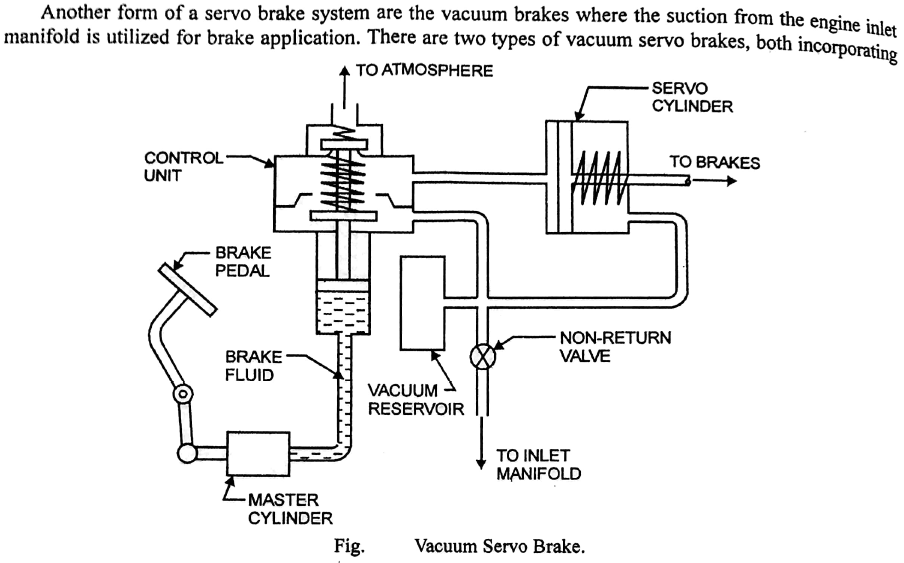 Another form of a servo brake system are the vacuum brakes where the suction from the engine inlet
manifold is utilized for brake application. There are two types of vacuum servo brakes, both incorporating
TO ATMOSPHERE
SERVO
CYLINDER
CONTROL
UNIT
TO BRAKES
BRAKE
PEDAL
NON-RETURN
VALVE
BRAKE
FLUID
VACUUM
RESERVOIR
TO INLET
MANIFOLD
MASTER
CYLINDER
Fig. Vacuum Servo Brake.